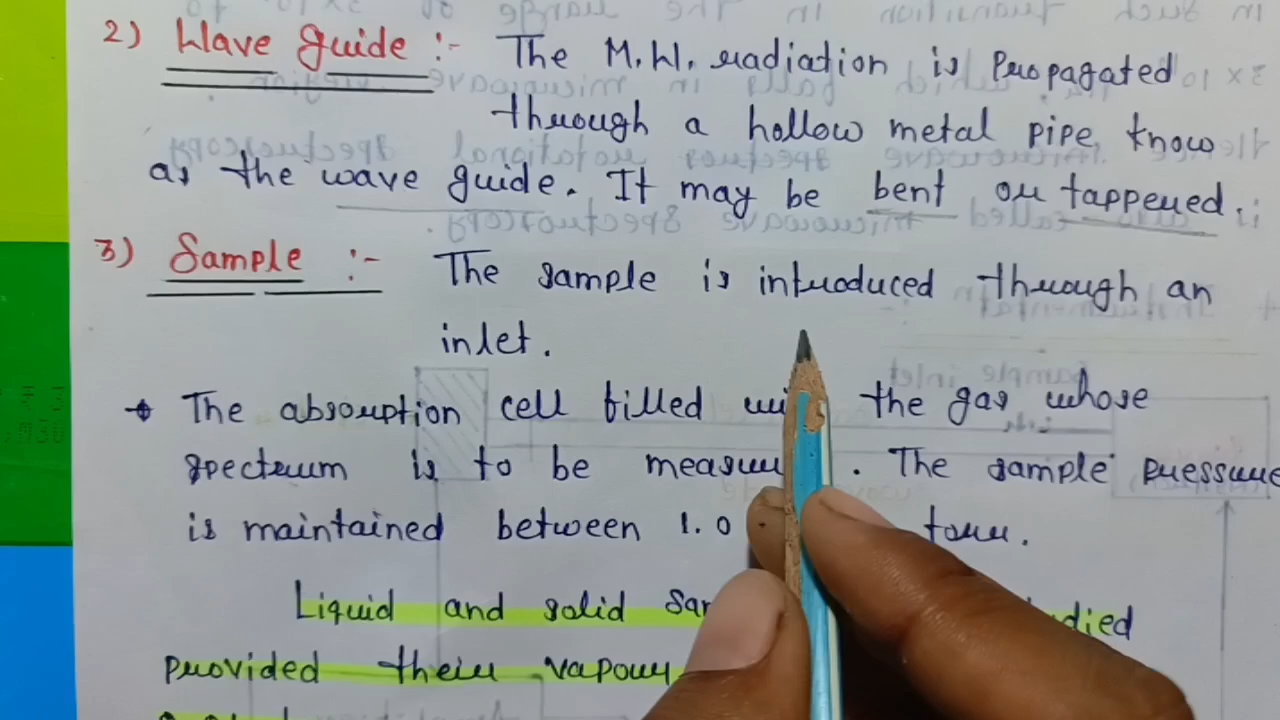 2) Wave guide :- The M.W. radiation is Propagated
through a hollow metal pipe, know
as the wave guide. It may be bent or tappened.
3) Sample :- The sample is introduced through an
inlet.
The absorption cell filled the gas whose
spectrum is to be . The sample pressure
is maintained between 1.0 torr.
Liquid and solid
provided their vapour